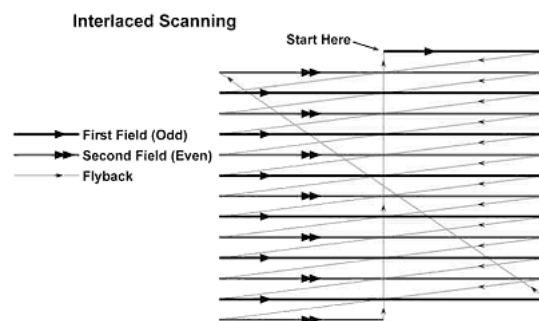 Interlaced Scanning
Start Here
First Field (Odd)
Second Field (Even)
Flyback